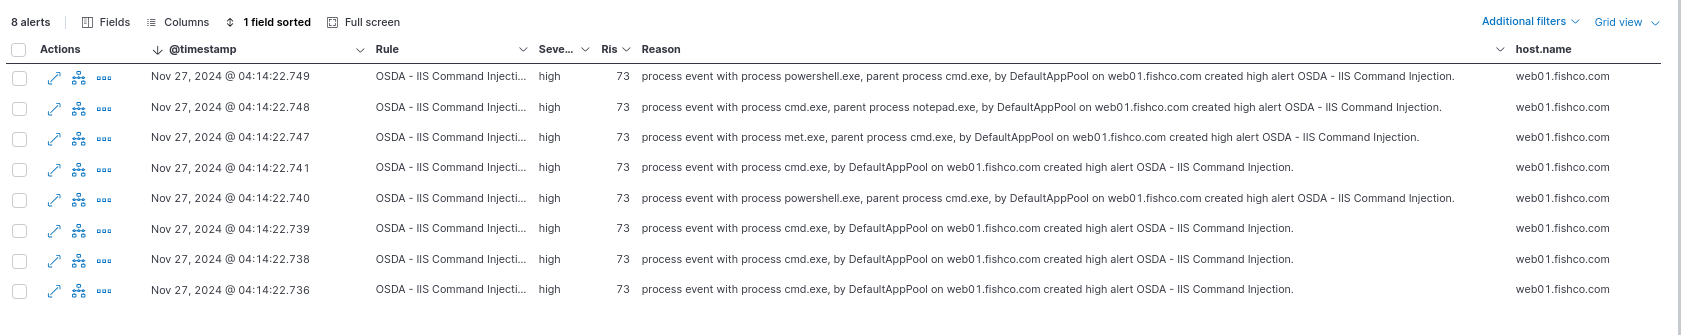 8 alerts Fields Columns 1 field sorted Full screen Additional filters Grid view
Actions @timestamp Rule Seve... Ris Reason host.name
Nov 27, 2024 @ 04:14:22.749 OSDA - IIS Command Injecti... high 73 process event with process powershell.exe, parent process cmd.exe, by DefaultAppPool on web01.fishco.com created high alert OSDA - IIS Command Injection. web01.fishco.com
Nov 27, 2024 @ 04:14:22.748 OSDA - IIS Command Injecti... high 73 process event with process cmd.exe, parent process notepad.exe, by DefaultAppPool on web01.fishco.com created high alert OSDA - IIS Command Injection. web01.fishco.com
Nov 27, 2024 @ 04:14:22.747 OSDA - IIS Command Injecti... high 73 process event with process met.exe, parent process cmd.exe, by DefaultAppPool on web01.fishco.com created high alert OSDA - IIS Command Injection. web01.fishco.com
Nov 27, 2024 @ 04:14:22.741 OSDA - IIS Command Injecti... high 73 process event with process cmd.exe, by DefaultAppPool on web01.fishco.com created high alert OSDA - IIS Command Injection. web01.fishco.com
Nov 27, 2024 @ 04:14:22.740 OSDA - IIS Command Injecti... high 73 process event with process powershell.exe, parent process cmd.exe, by DefaultAppPool on web01.fishco.com created high alert OSDA - IIS Command Injection. web01.fishco.com
Nov 27, 2024 @ 04:14:22.739 OSDA - IIS Command Injecti... high 73 process event with process cmd.exe, by DefaultAppPool on web01.fishco.com created high alert OSDA - IIS Command Injection. web01.fishco.com
Nov 27, 2024 @ 04:14:22.738 OSDA - IIS Command Injecti... high 73 process event with process cmd.exe, by DefaultAppPool on web01.fishco.com created high alert OSDA - IIS Command Injection. web01.fishco.com
Nov 27, 2024 @ 04:14:22.736 OSDA - IIS Command Injecti... high 73 process event with process cmd.exe, by DefaultAppPool on web01.fishco.com created high alert OSDA - IIS Command Injection. web01.fishco.com